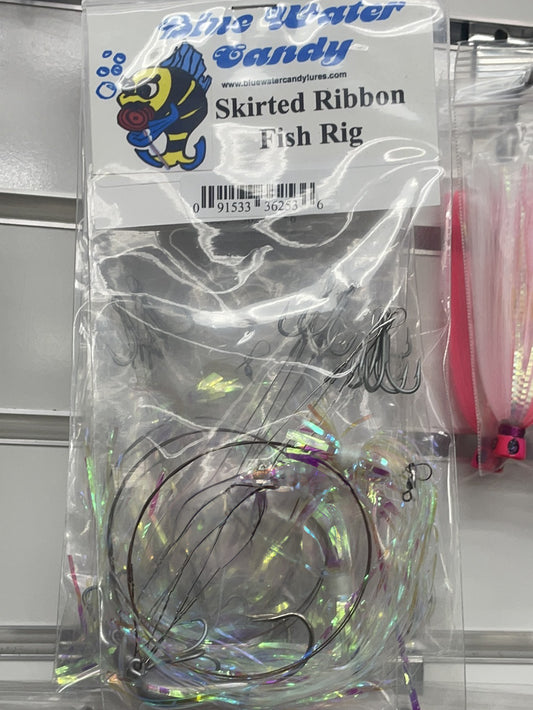 Blue Water
Candy
www.bluewatercandylures.com
Skirted Ribbon
Fish Rig
0 91533 36253 6